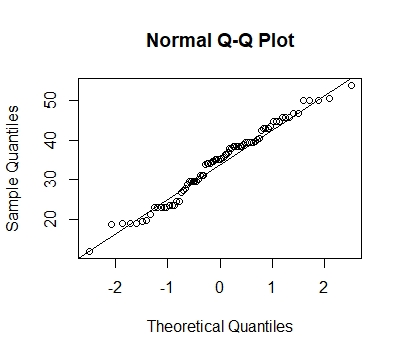 Normal Q-Q Plot
Sample Quantiles
50
40
30
20
-2 -1 0 1 2
Theoretical Quantiles